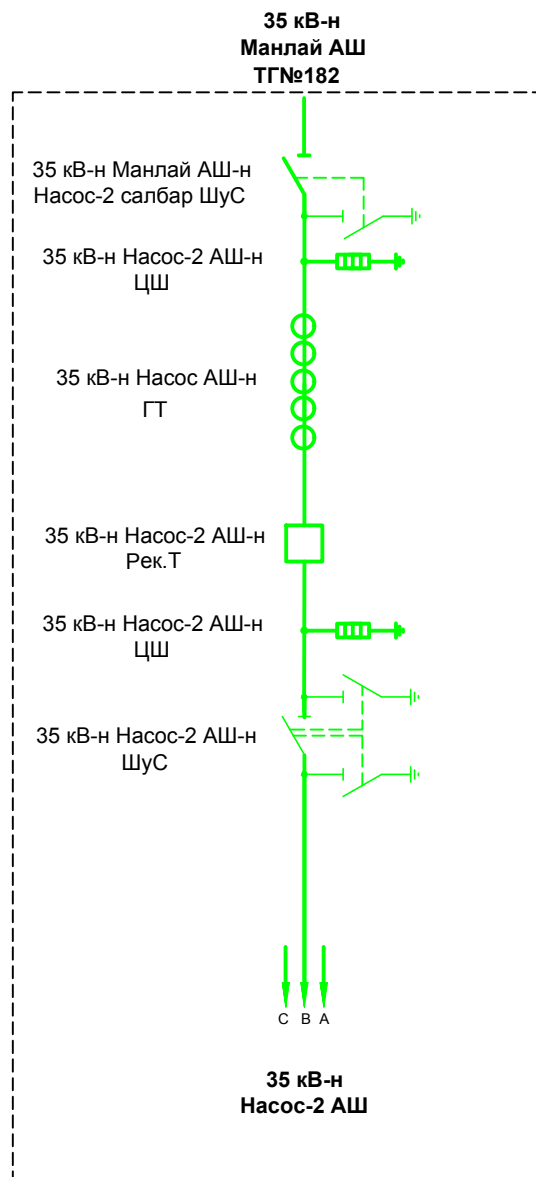 35 кВ-н
Манлай АШ
ТГ№182
35 кВ-н Манлай АШ-н
Насос-2 салбар ШуС
35 кВ-н Насос-2 АШ-н
ЦШ
35 кВ-н Насос АШ-н
ГТ
35 кВ-н Насос-2 АШ-н
Рек.Т
35 кВ-н Насос-2 АШ-н
ЦШ
35 кВ-н Насос-2 АШ-н
ШуС
С В А
35 кВ-н
Насос-2 АШ